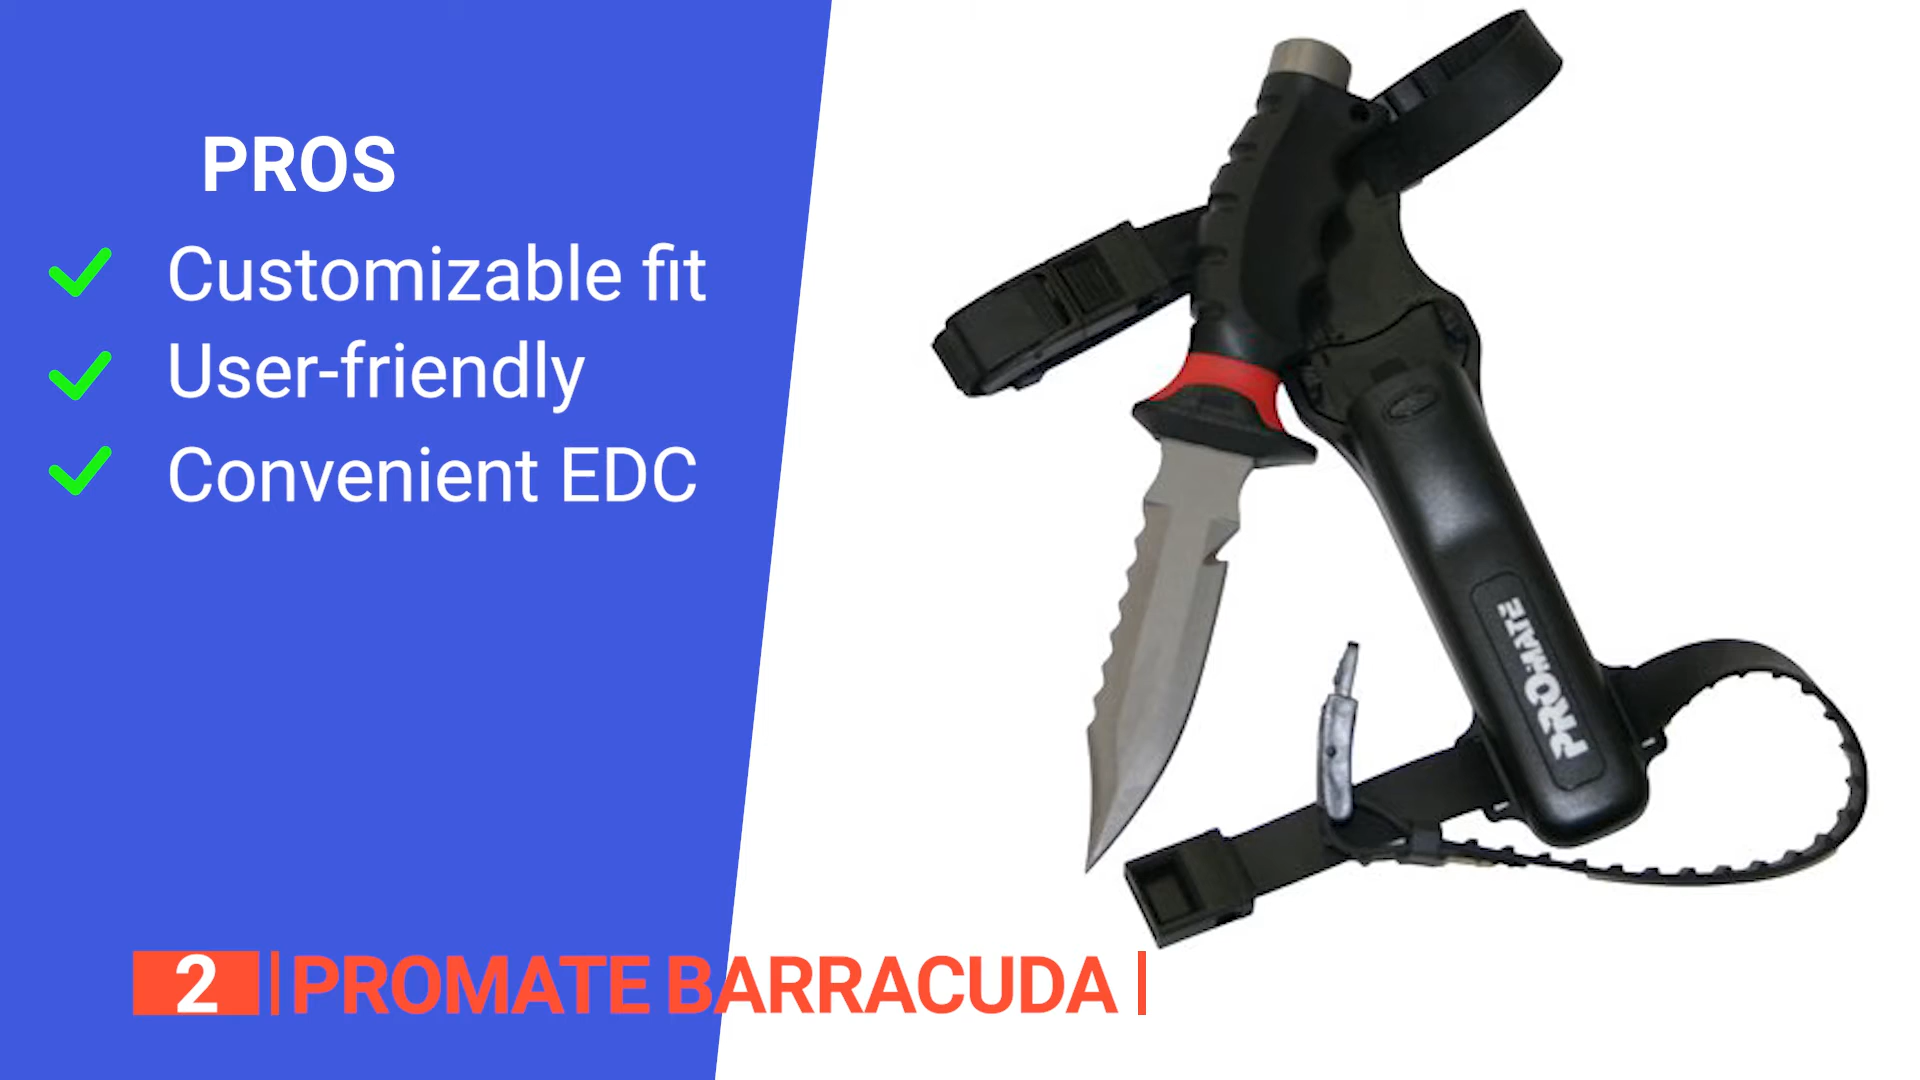 PROS
Customizable fit
User-friendly
Convenient EDC
PROMATE
2 PROMATE BARRACUDA